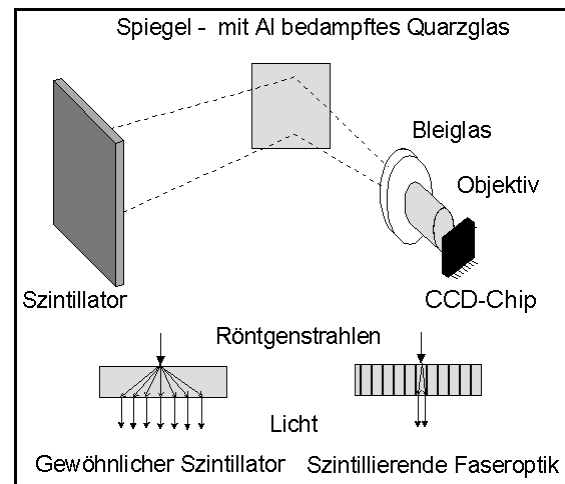 Spiegel - mit Al bedampftes Quarzglas
Bleiglas
Objektiv
Szintillator
CCD-Chip
Röntgenstrahlen
Licht
Gewöhnlicher Szintillator
Szintillierende Faseroptik